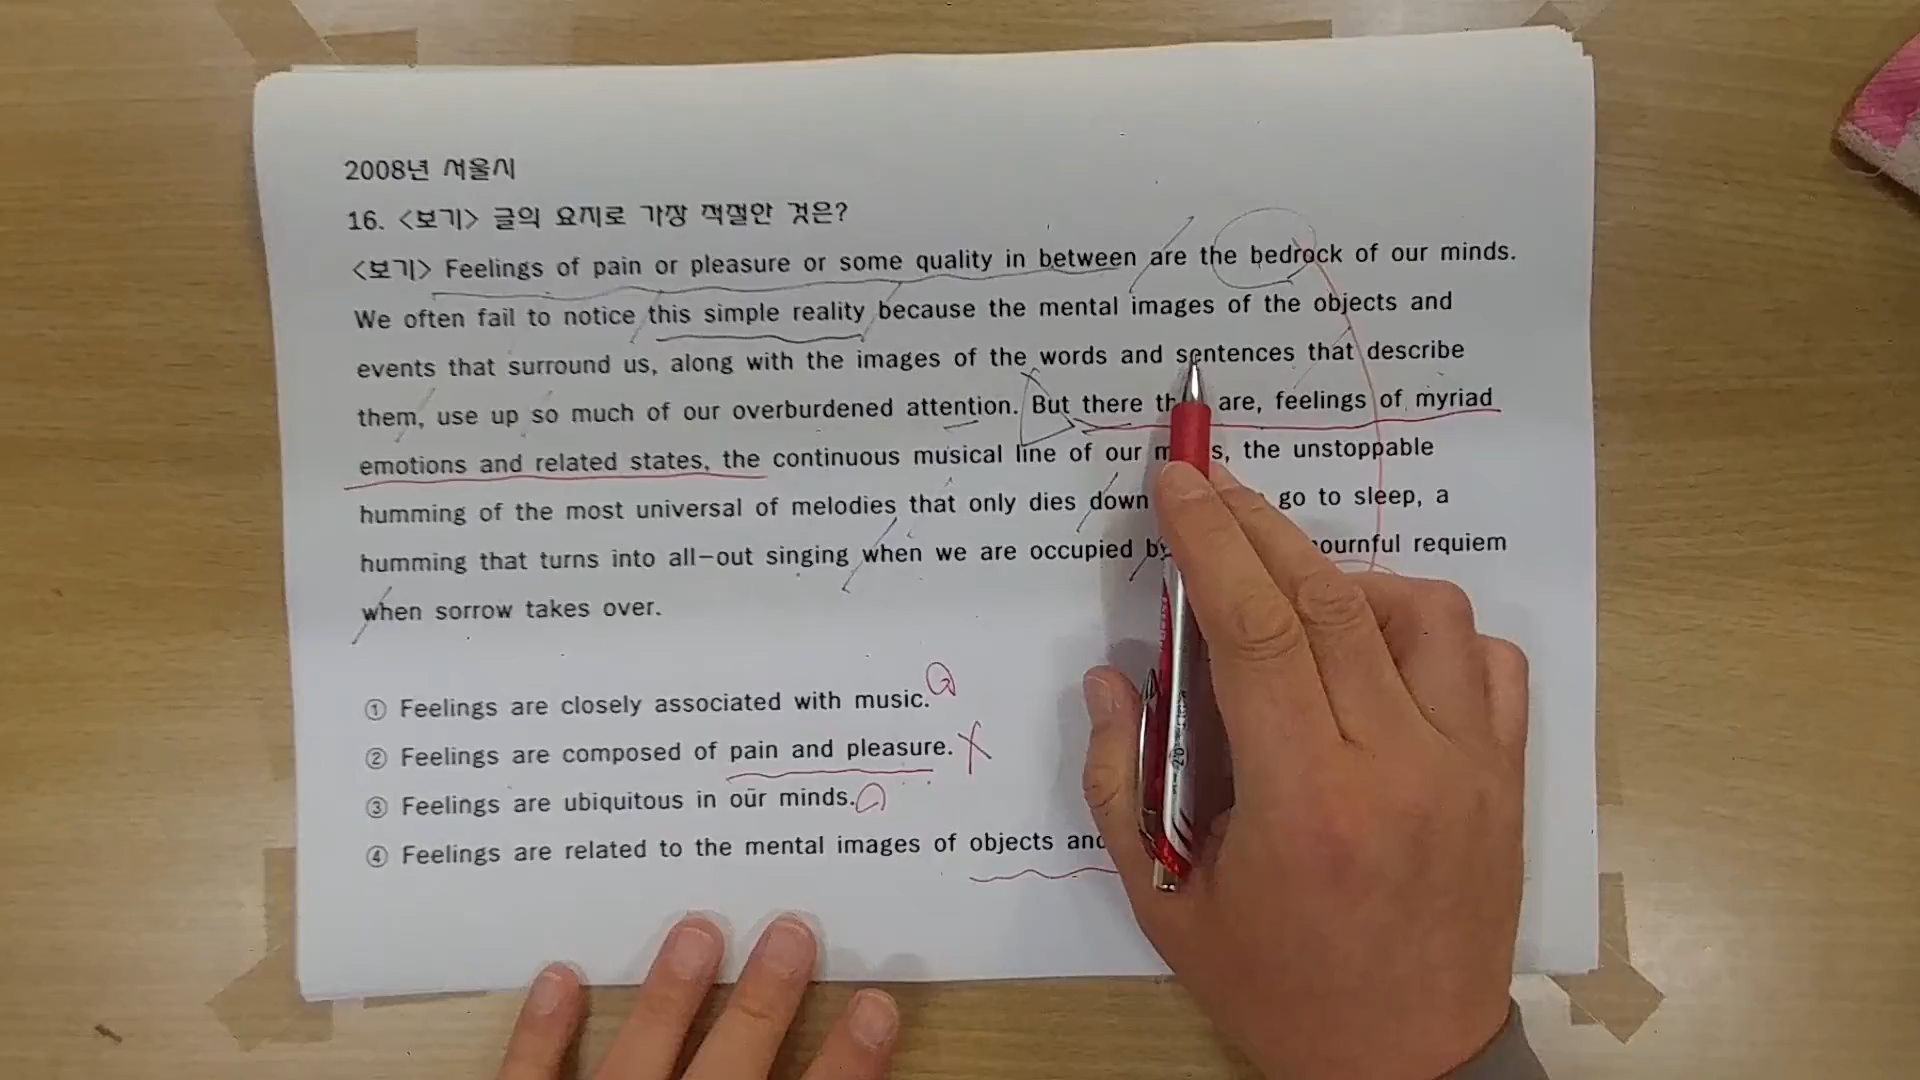 2008년 서울시
16. <보기> 글의 요지로 가장 적절한 것은?
<보기> Feelings of pain or pleasure or some quality in between are the bedrock of our minds.
We often fail to notice this simple reality because the mental images of the objects and
events that surround us, along with the images of the words and sentences that describe
them, use up so much of our overburdened attention. But there are, feelings of myriad
emotions and related states, the continuous musical line of our the unstoppable
humming of the most universal of melodies that only dies down go to sleep, a
humming that turns into all-out singing when we are occupied requiem
when sorrow takes over.
① Feelings are closely associated with music.
② Feelings are composed of pain and pleasure.
③ Feelings are ubiquitous in our minds.
④ Feelings are related to the mental images of objects and